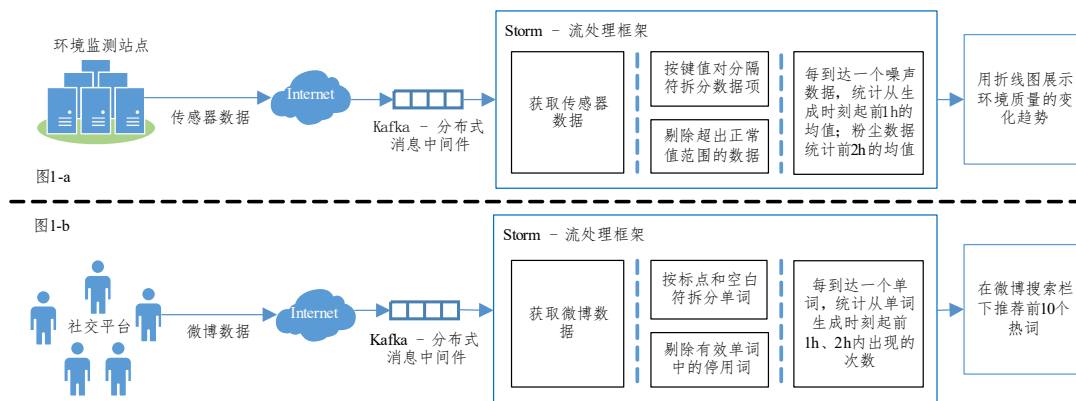 环境监测站点
传感器数据
Internet
Kafka - 分布式
消息中间件
Storm - 流处理框架
获取传感器
数据
按键值对分隔
符拆分数据项
剔除超出正常
值范围的数据
每到达一个噪声
数据，统计从生
成时刻起前1h的
均值；粉尘数据
统计前2h的均值
用折线图展示
环境质量的变
化趋势
图1-a
图1-b
社交平台
微博数据
Internet
Kafka - 分布式
消息中间件
Storm - 流处理框架
获取微博数
据
按标点和空白
符拆分单词
剔除有效单词
中的停用词
每到达一个单
词，统计从单词
生成时刻起前
1h、2h内出现的
次数
在微博搜索栏
下推荐前10个
热词